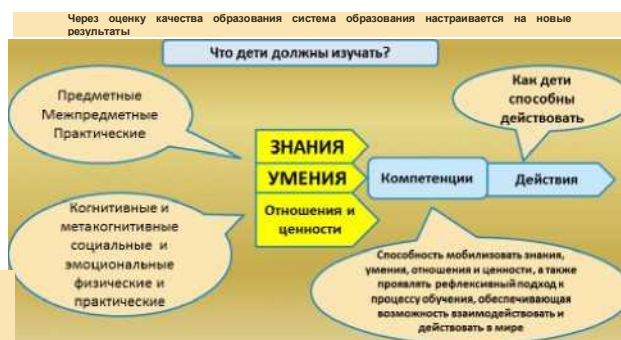 Через оценку качества образования система образования настраивается на новые
результаты
Что дети должны изучать?
Предметные
Межпредметные
Практические
Как дети
способны
действовать
ЗНАНИЯ
УМЕНИЯ
Отношения и
ценности
Компетенции
Действия
Когнитивные и
метакогнитивные
социальные и
эмоциональные
физические и
практические
Способность мобилизовать знания,
умения, отношения и ценности, а также
проявлять рефлексивный подход к
процессу обучения, обеспечивающая
возможность взаимодействовать и
действовать в мире